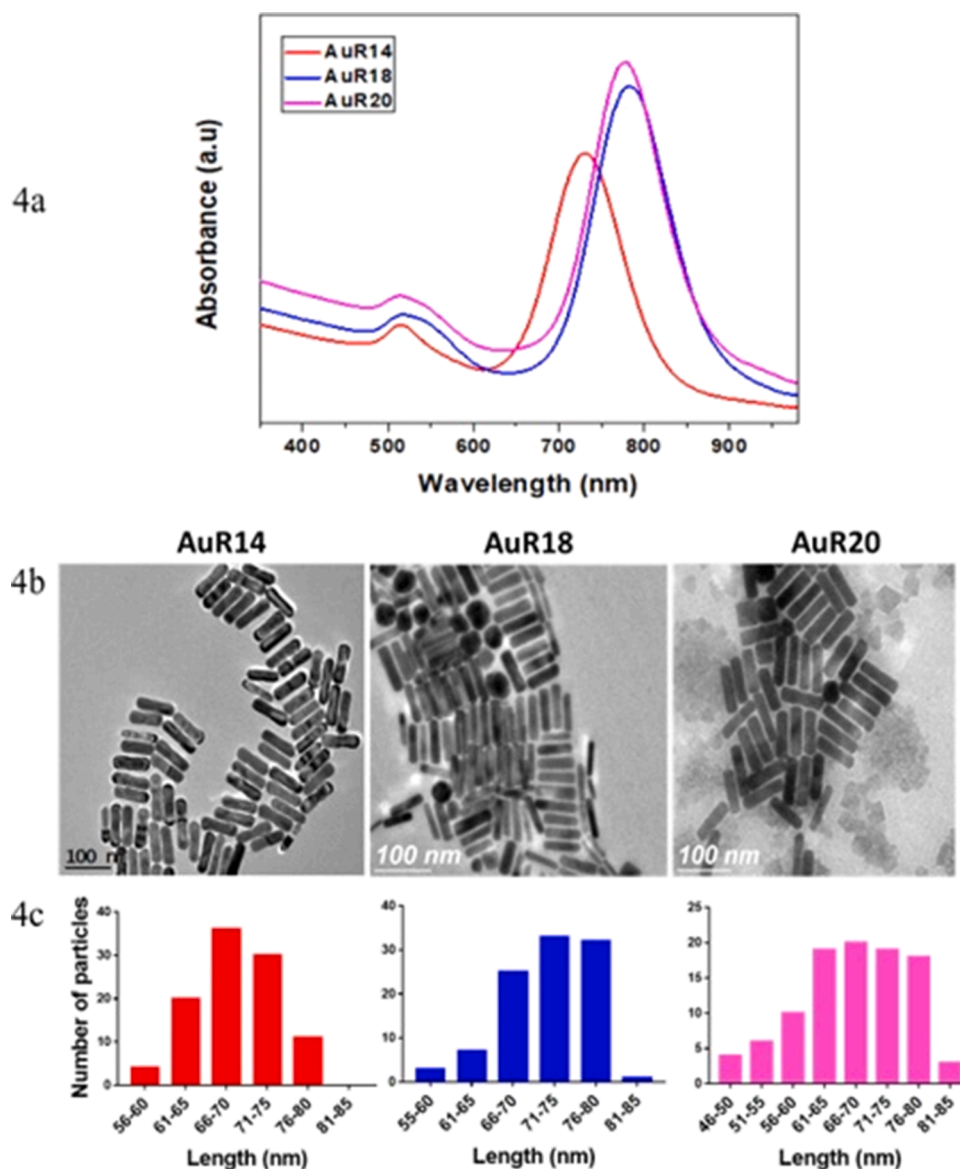 4a
AuR14
AuR18
AuR20
Absorbance (a.u)
400 500 600 700 800 900
Wavelength (nm)
AuR14 AuR18 AuR20
4b
100 n
100 nm
100 nm
4c
Number of particles
40
30
20
10
0
56-60 61-65 66-70 71-75 76-80 81-85
Length (nm)
40
30
20
10
0
55-60 61-65 66-70 71-75 76-80 81-85
Length (nm)
25
20
15
10
5
0
46-50 51-55 56-60 61-65 66-70 71-75 76-80 81-85
Length (nm)